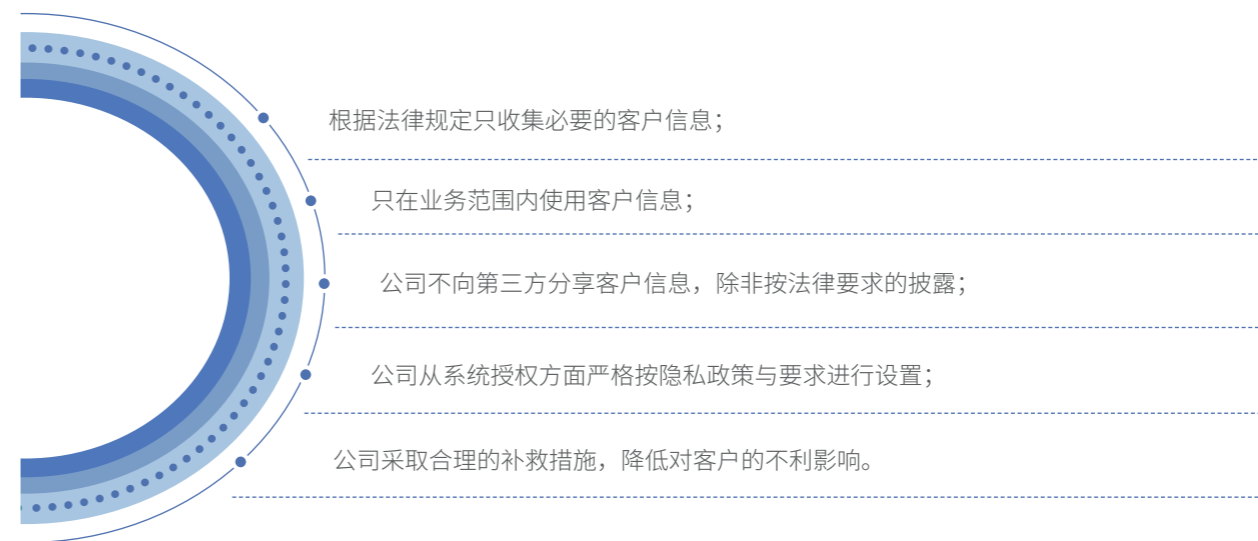 根据法律规定只收集必要的客户信息；
只在业务范围内使用客户信息；
公司不向第三方分享客户信息，除非按法律要求的披露；
公司从系统授权方面严格按隐私政策与要求进行设置；
公司采取合理的补救措施，降低对客户的不利影响。